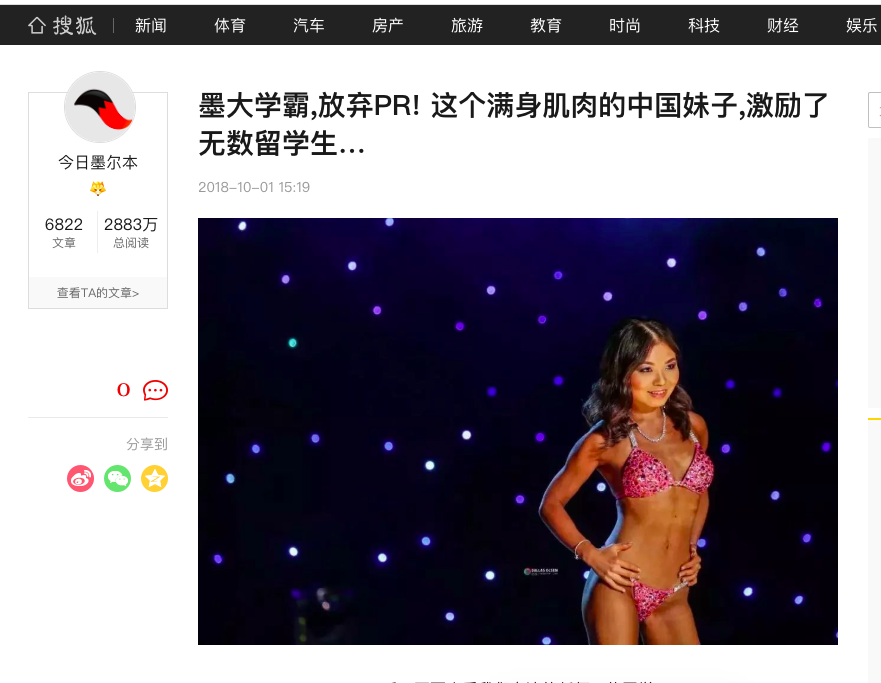 搜狐 新闻 体育 汽车 房产 旅游 教育 时尚 科技 财经 娱乐
墨大学霸,放弃PR! 这个满身肌肉的中国妹子,激励了
无数留学生...
2018-10-01 15:19
今日墨尔本
6822 2883万
文章 总阅读
查看TA的文章>
0
分享到